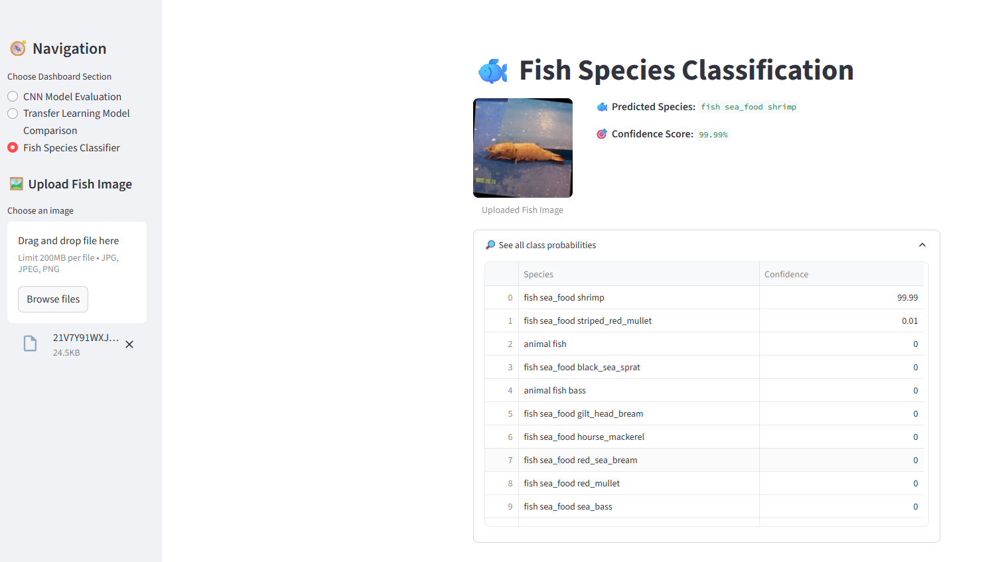 Navigation
Choose Dashboard Section
CNN Model Evaluation
Transfer Learning Model
Comparison
Fish Species Classifier
Upload Fish Image
Choose an image
Drag and drop file here
Limit 200MB per file • JPG,
JPEG, PNG
Browse files
21V7Y91WXJ...
24.5KB
Fish Species Classification
Predicted Species: fish sea_food shrimp
Confidence Score: 99.99%
Uploaded Fish Image
See all class probabilities
Species Confidence
0 fish sea_food shrimp 99.99
1 fish sea_food striped_red_mullet 0.01
2 animal fish 0
3 fish sea_food black_sea_sprat 0
4 animal fish bass 0
5 fish sea_food gilt_head_bream 0
6 fish sea_food hourse_mackerel 0
7 fish sea_food red_sea_bream 0
8 fish sea_food red_mullet 0
9 fish sea_food sea_bass 0